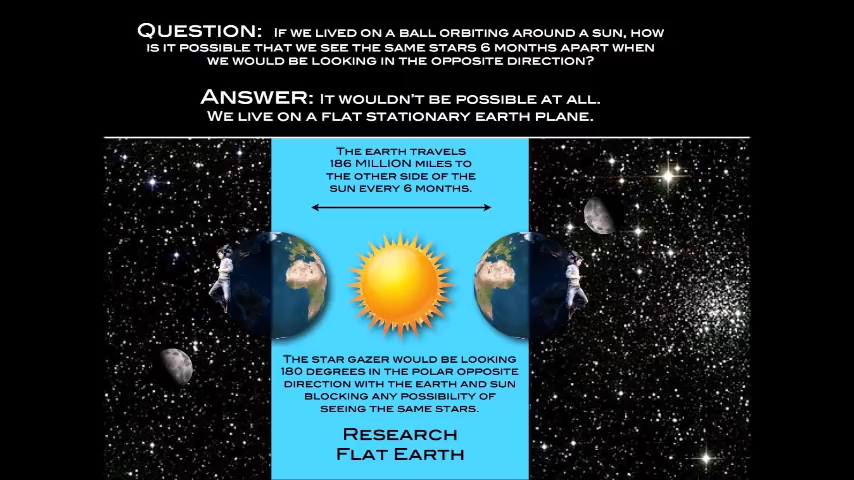 QUESTION: IF WE LIVED ON A BALL ORBITING AROUND A SUN, HOW
IS IT POSSIBLE THAT WE SEE THE SAME STARS 6 MONTHS APART WHEN
WE WOULD BE LOOKING IN THE OPPOSITE DIRECTION?
ANSWER: IT WOULDN'T BE POSSIBLE AT ALL.
WE LIVE ON A FLAT STATIONARY EARTH PLANE.
THE EARTH TRAVELS
186 MILLION MILES TO
THE OTHER SIDE OF THE
SUN EVERY 6 MONTHS.
THE STAR GAZER WOULD BE LOOKING
180 DEGREES IN THE POLAR OPPOSITE
DIRECTION WITH THE EARTH AND SUN
BLOCKING ANY POSSIBILITY OF
SEEING THE SAME STARS.
RESEARCH
FLAT EARTH